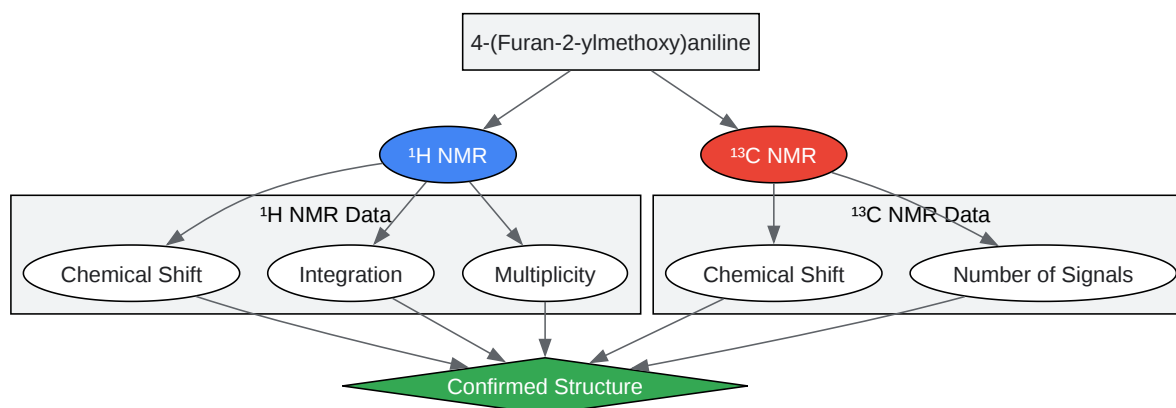 4-(Furan-2-ylmethoxy)aniline
¹H NMR
¹³C NMR
¹H NMR Data
¹³C NMR Data
Chemical Shift
Integration
Multiplicity
Chemical Shift
Number of Signals
Confirmed Structure